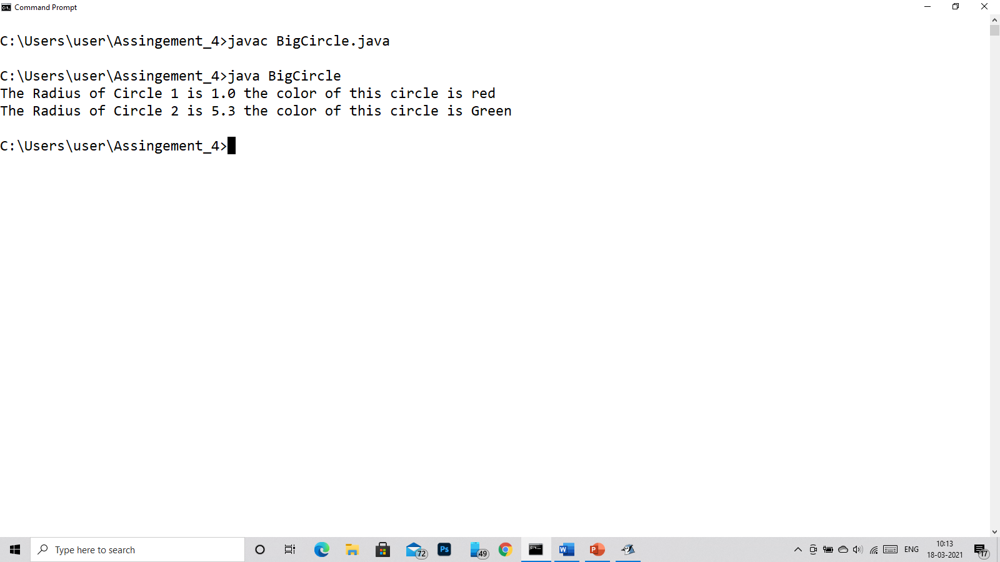 Command Prompt
C:\Users\user\Assingement_4>javac BigCircle.java
C:\Users\user\Assingement_4>java BigCircle
The Radius of Circle 1 is 1.0 the color of this circle is red
The Radius of Circle 2 is 5.3 the color of this circle is Green
C:\Users\user\Assingement_4>
Type here to search
72
Ps
49
W
P
ENG
10:13
18-03-2021
17